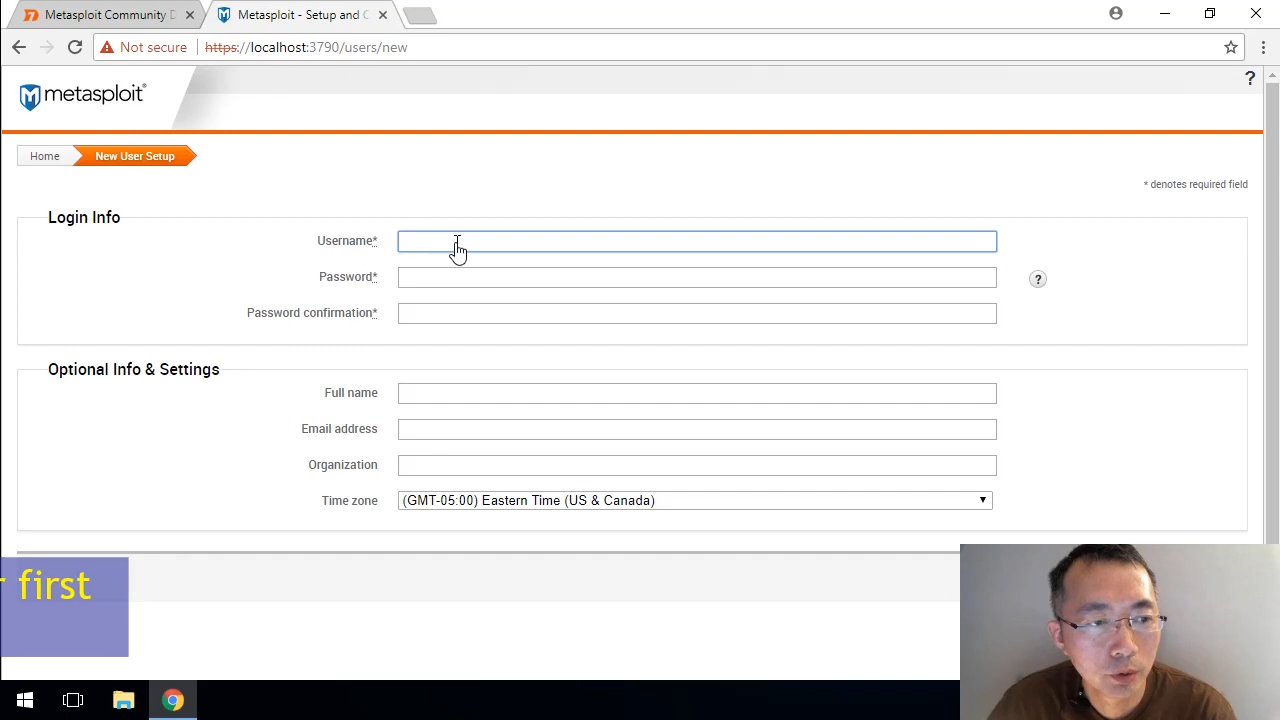 Metasploit Community D
Metasploit - Setup and C
Not secure
https://localhost:3790/users/new
?
metasploit®
Home
New User Setup
* denotes required field
Login Info
Username*
Password*
?
Password confirmation*
Optional Info & Settings
Full name
Email address
Organization
Time zone
(GMT-05:00) Eastern Time (US & Canada)
first